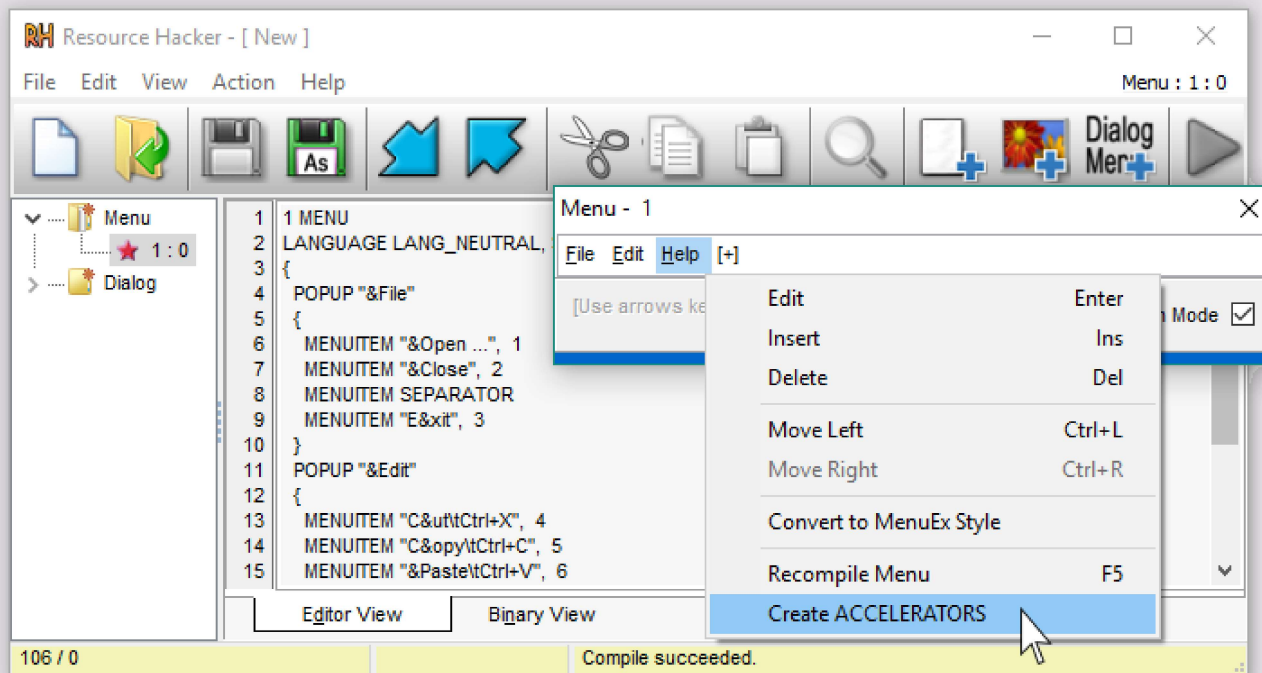 RH Resource Hacker - [ New ]
File Edit View Action Help Menu : 1 : 0
As
Dialog
Menu
Menu
1 : 0
Dialog
1 1 MENU
2 LANGUAGE LANG_NEUTRAL,
3 {
4 POPUP "&File"
5 {
6 MENUITEM "&Open ...", 1
7 MENUITEM "&Close", 2
8 MENUITEM SEPARATOR
9 MENUITEM "E&xit", 3
10 }
11 POPUP "&Edit"
12 {
13 MENUITEM "C&ut\tCtrl+X", 4
14 MENUITEM "C&opy\tCtrl+C", 5
15 MENUITEM "&Paste\tCtrl+V", 6
Menu - 1
File Edit Help [+]
[Use arrows ke
Mode
Edit Enter
Insert Ins
Delete Del
Move Left Ctrl+L
Move Right Ctrl+R
Convert to MenuEx Style
Recompile Menu F5
Create ACCELERATORS
Editor View Binary View
106 / 0 Compile succeeded.